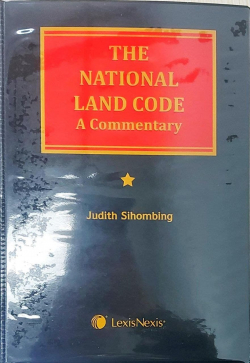 THE
NATIONAL
LAND CODE
A Commentary
Judith Sihombing
LexisNexis®